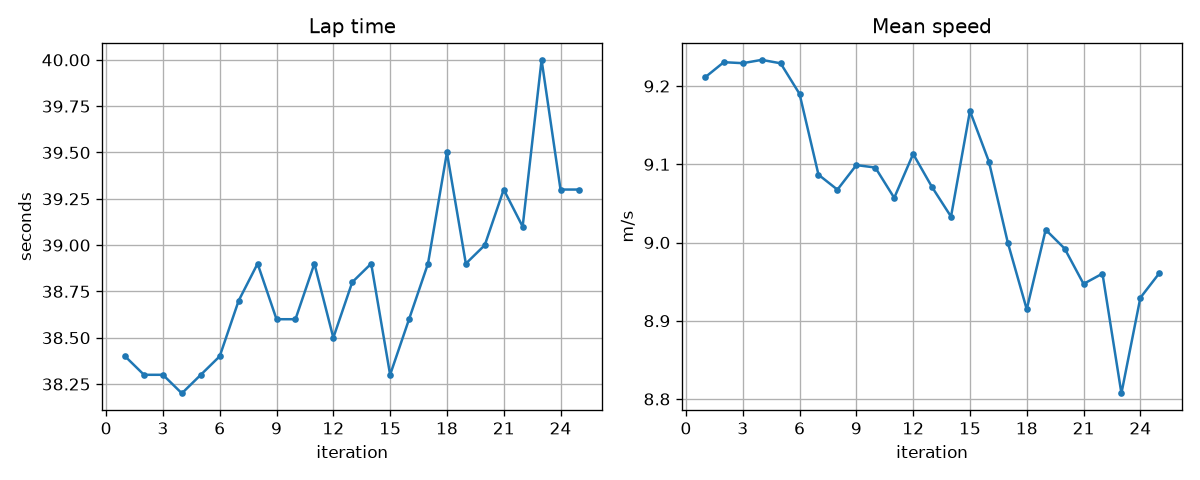 Lap time
40.00
39.75
39.50
39.25
39.00
38.75
38.50
38.25
seconds
0 3 6 9 12 15 18 21 24
iteration
Mean speed
9.2
9.1
9.0
8.9
8.8
m/s
0 3 6 9 12 15 18 21 24
iteration